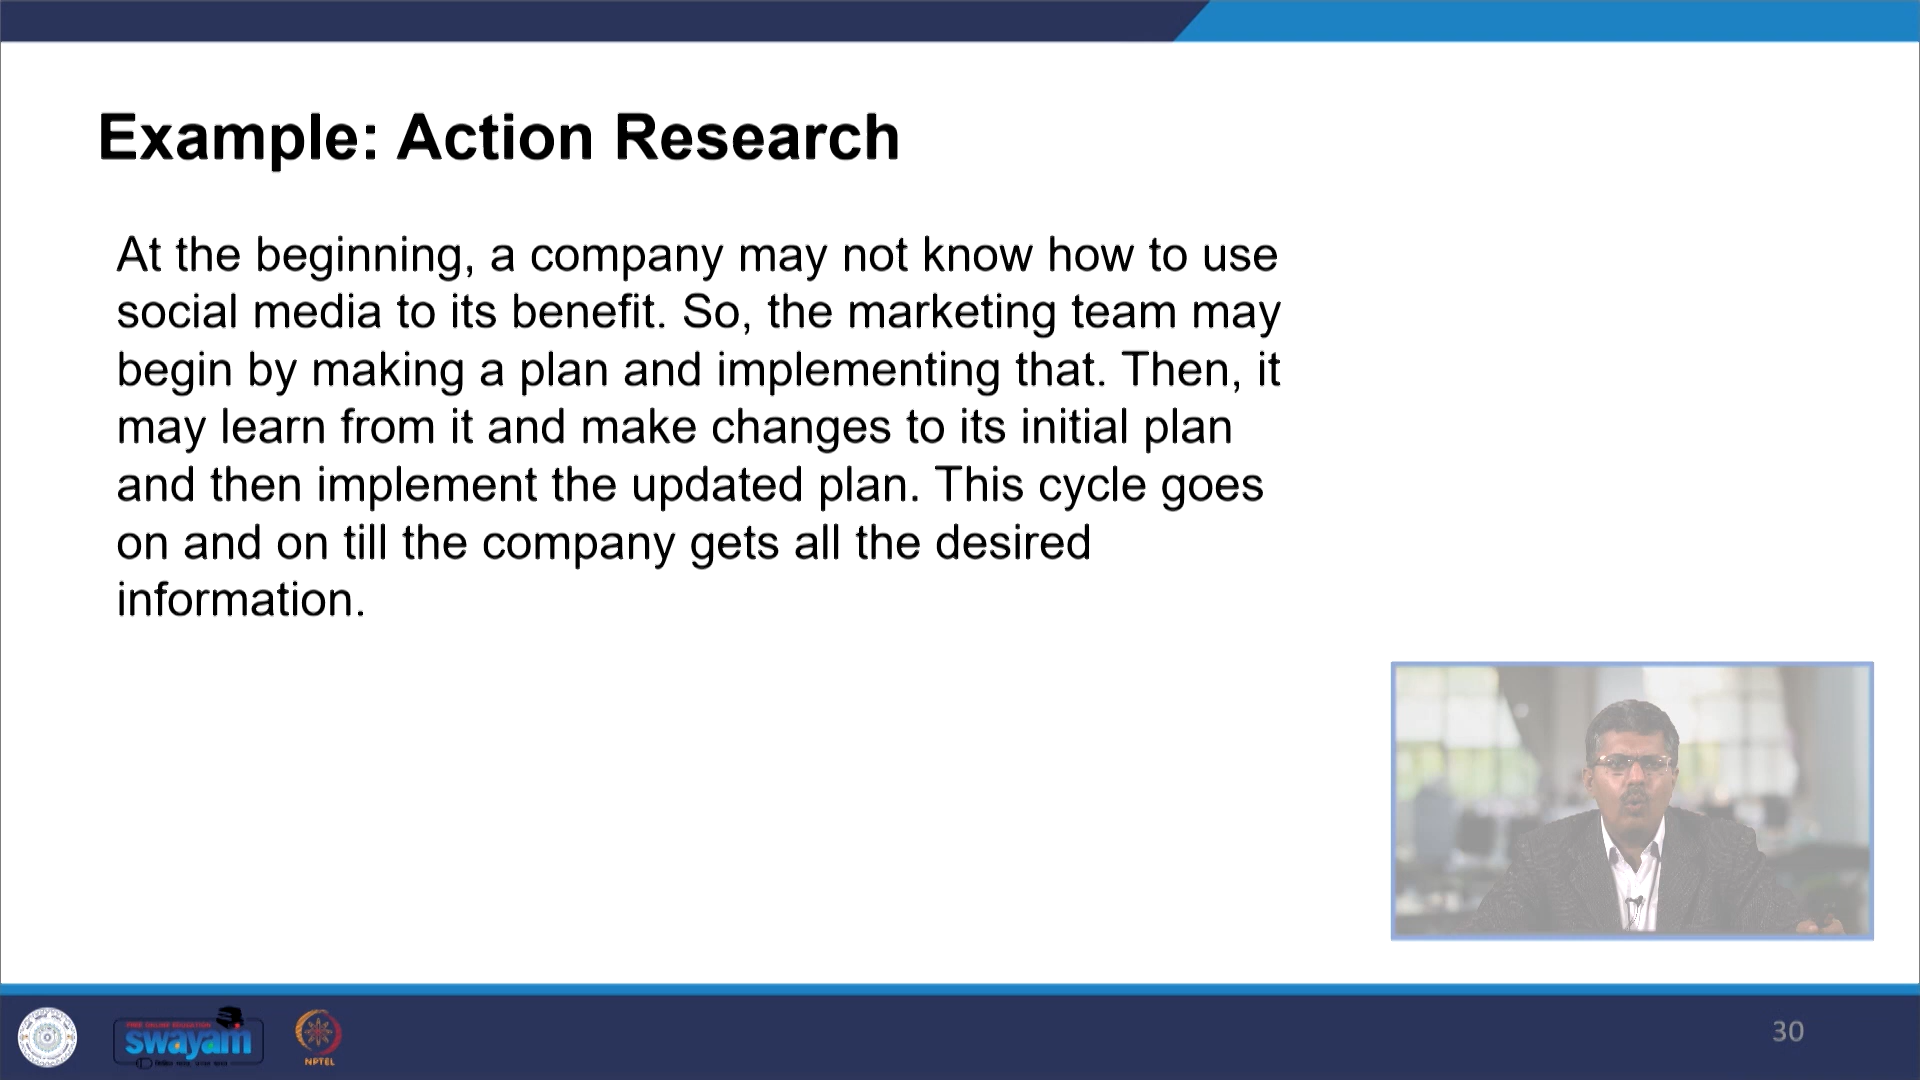 Example: Action Research
At the beginning, a company may not know how to use
social media to its benefit. So, the marketing team may
begin by making a plan and implementing that. Then, it
may learn from it and make changes to its initial plan
and then implement the updated plan. This cycle goes
on and on till the company gets all the desired
information.
FREE ONLINE EDUCATION
swayam
NPTEL
30